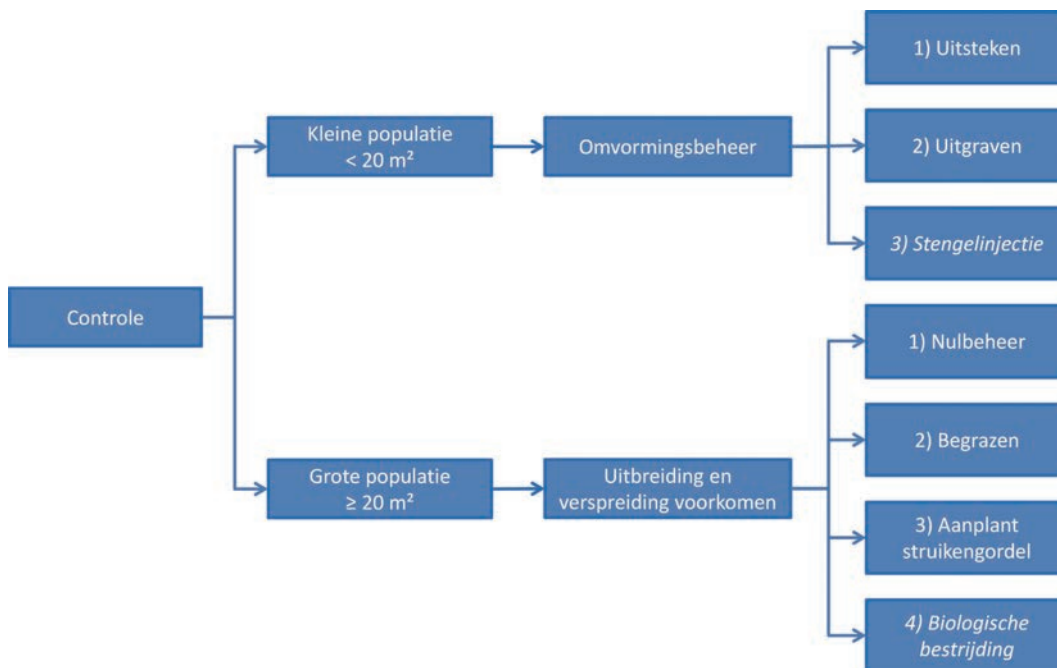 Controle
Kleine populatie
< 20 m²
Omvormingsbeheer
1) Uitsteken
2) Uitgraven
3) Stengelinjectie
Grote populatie
≥ 20 m²
Uitbreiding en
verspreiding voorkomen
1) Nulbeheer
2) Begrazen
3) Aanplant
struikengordel
4) Biologische
bestrijding